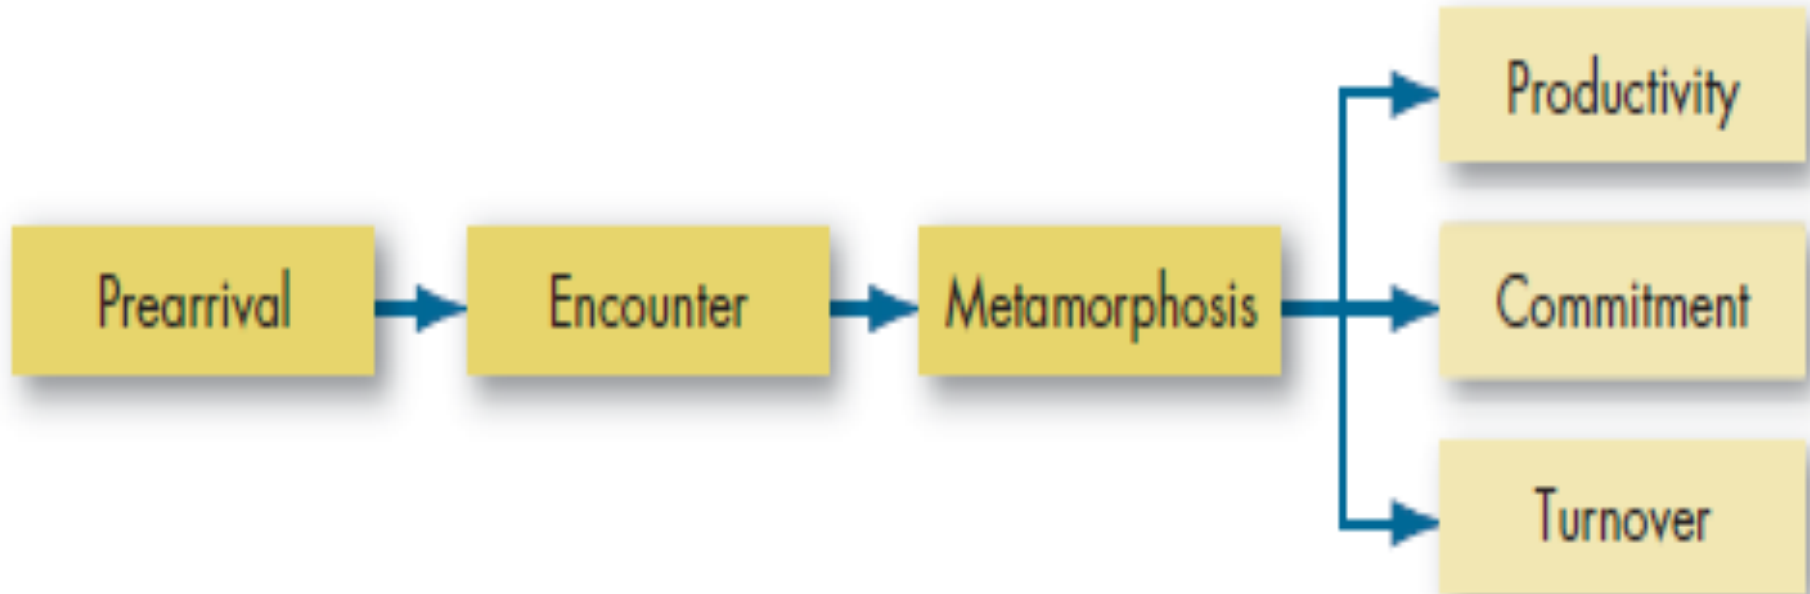 Prearrival
Encounter
Metamorphosis
Productivity
Commitment
Turnover